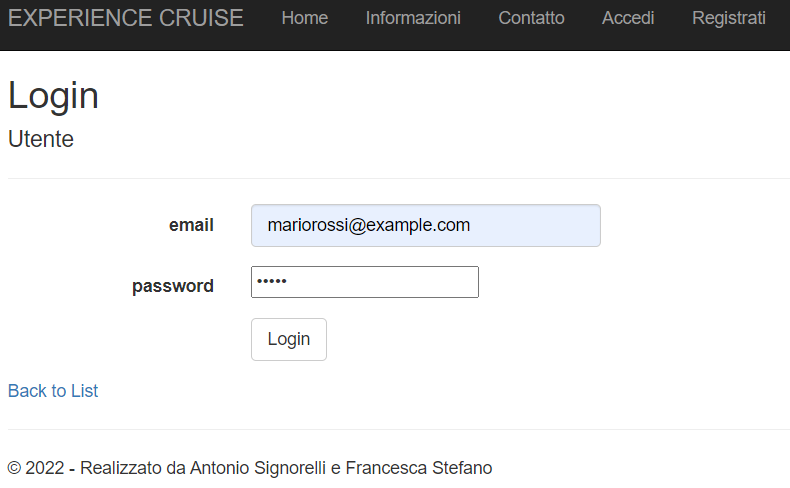 EXPERIENCE CRUISE Home Informazioni Contatto Accedi Registrati
Login
Utente
email mariorossi@example.com
password •••••
Login
Back to List
© 2022 - Realizzato da Antonio Signorelli e Francesca Stefano